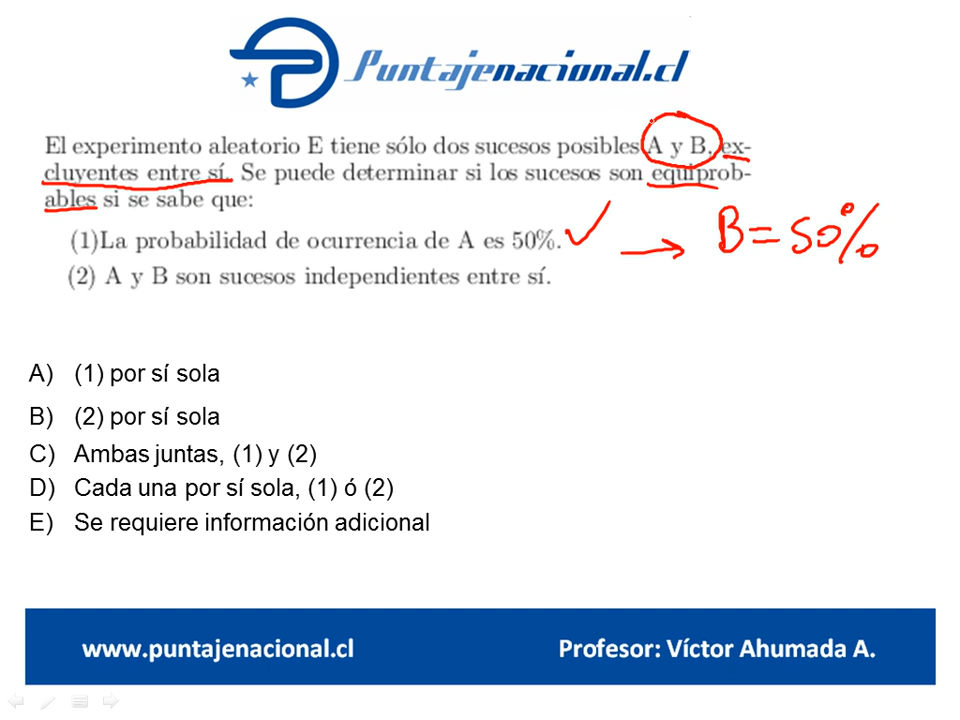 Puntajenacional.cl
El experimento aleatorio E tiene sólo dos sucesos posibles A y B, ex-
cluyentes entre sí. Se puede determinar si los sucesos son equiprob-
ables si se sabe que:
(1)La probabilidad de ocurrencia de A es 50%.
B = 50%
(2) A y B son sucesos independientes entre sí.
A) (1) por sí sola
B) (2) por sí sola
C) Ambas juntas, (1) y (2)
D) Cada una por sí sola, (1) ó (2)
E) Se requiere información adicional
www.puntajenacional.cl Profesor: Víctor Ahumada A.